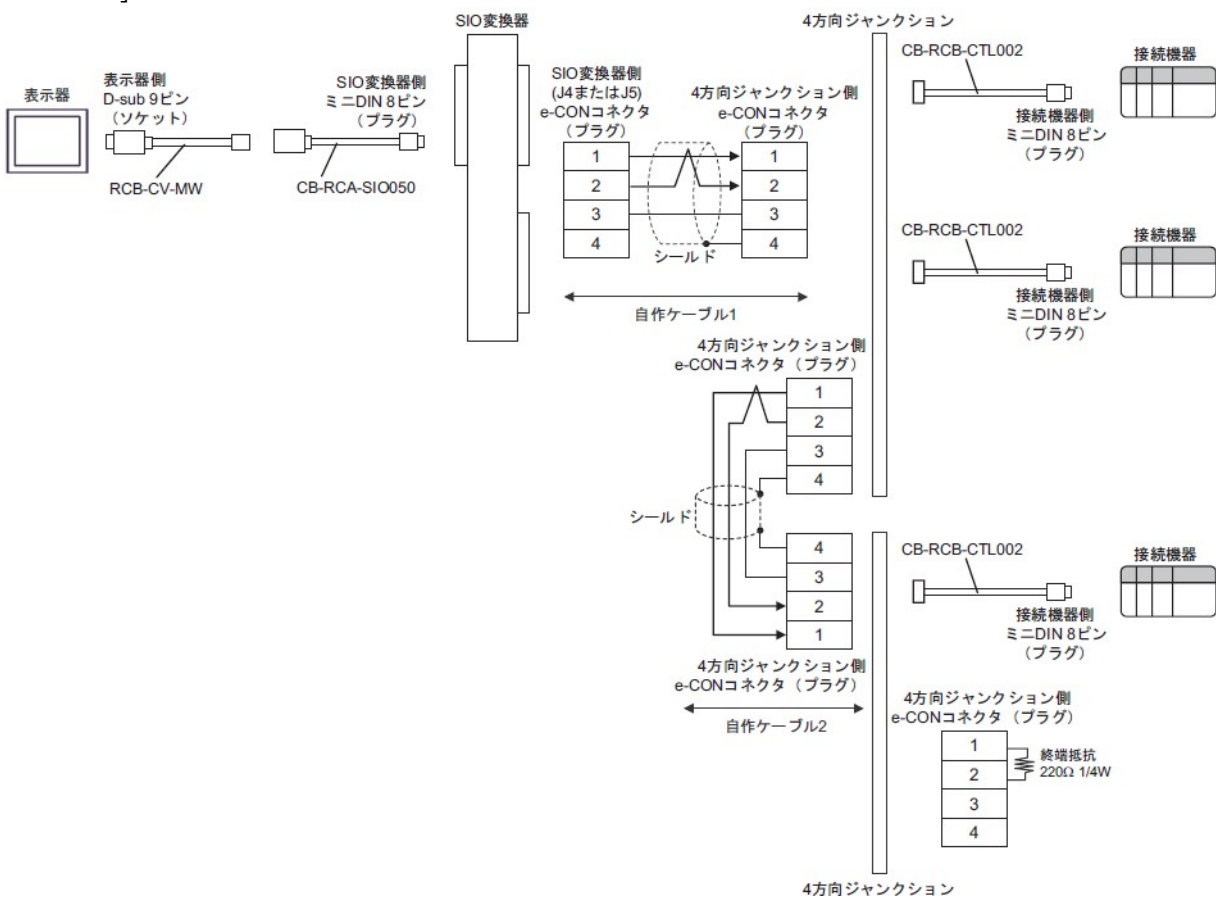 SIO変換器
4方向ジャンクション
表示器
表示器側
D-sub 9ピン
(ソケット)
RCB-CV-MW
SIO変換器側
ミニDIN 8ピン
(プラグ)
CB-RCA-SIO050
SIO変換器側
(J4またはJ5)
e-CONコネクタ
(プラグ)
1
2
3
4
4方向ジャンクション側
e-CONコネクタ
(プラグ)
1
2
3
4
シールド
自作ケーブル1
CB-RCB-CTL002
接続機器
接続機器側
ミニDIN 8ピン
(プラグ)
CB-RCB-CTL002
接続機器
接続機器側
ミニDIN 8ピン
(プラグ)
4方向ジャンクション側
e-CONコネクタ(プラグ)
1
2
3
4
シールド
4
3
2
1
4方向ジャンクション側
e-CONコネクタ(プラグ)
自作ケーブル2
CB-RCB-CTL002
接続機器
接続機器側
ミニDIN 8ピン
(プラグ)
4方向ジャンクション側
e-CONコネクタ(プラグ)
1
2
3
4
終端抵抗
220Ω 1/4W
4方向ジャンクション